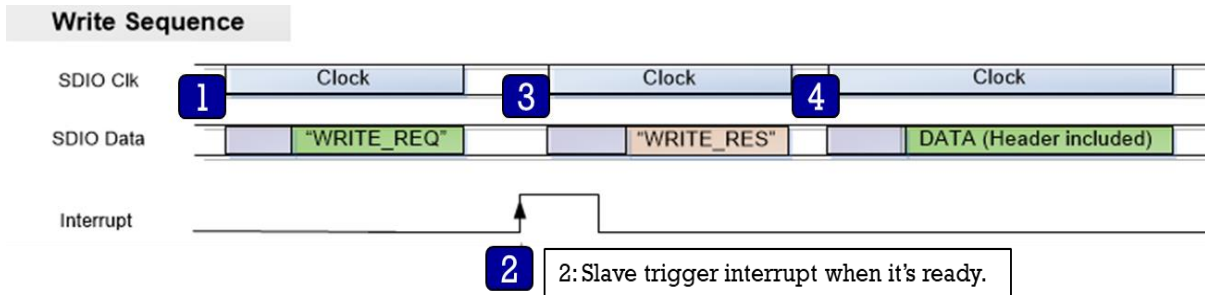 Write Sequence
SDIO Clk 1 Clock 3 Clock 4 Clock
SDIO Data "WRITE_REQ" "WRITE_RES" DATA (Header included)
Interrupt
2 2: Slave trigger interrupt when it's ready.